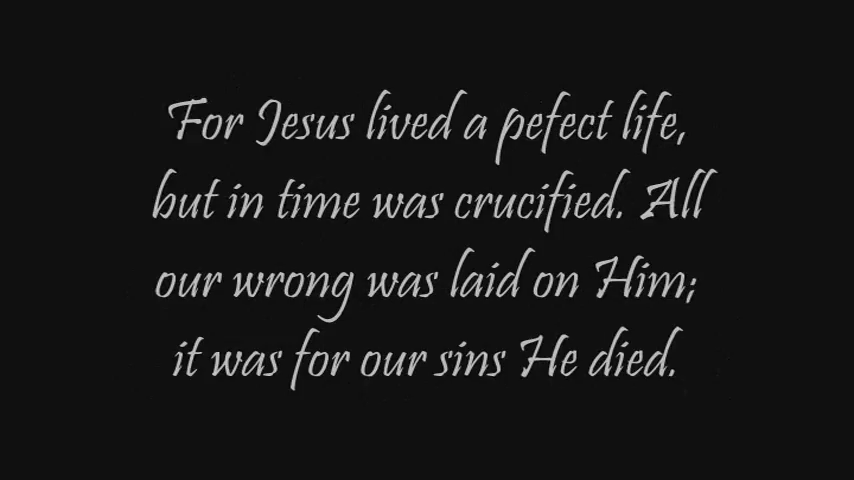 For Jesus lived a pefect life,
but in time was crucified. All
our wrong was laid on Him;
it was for our sins He died.